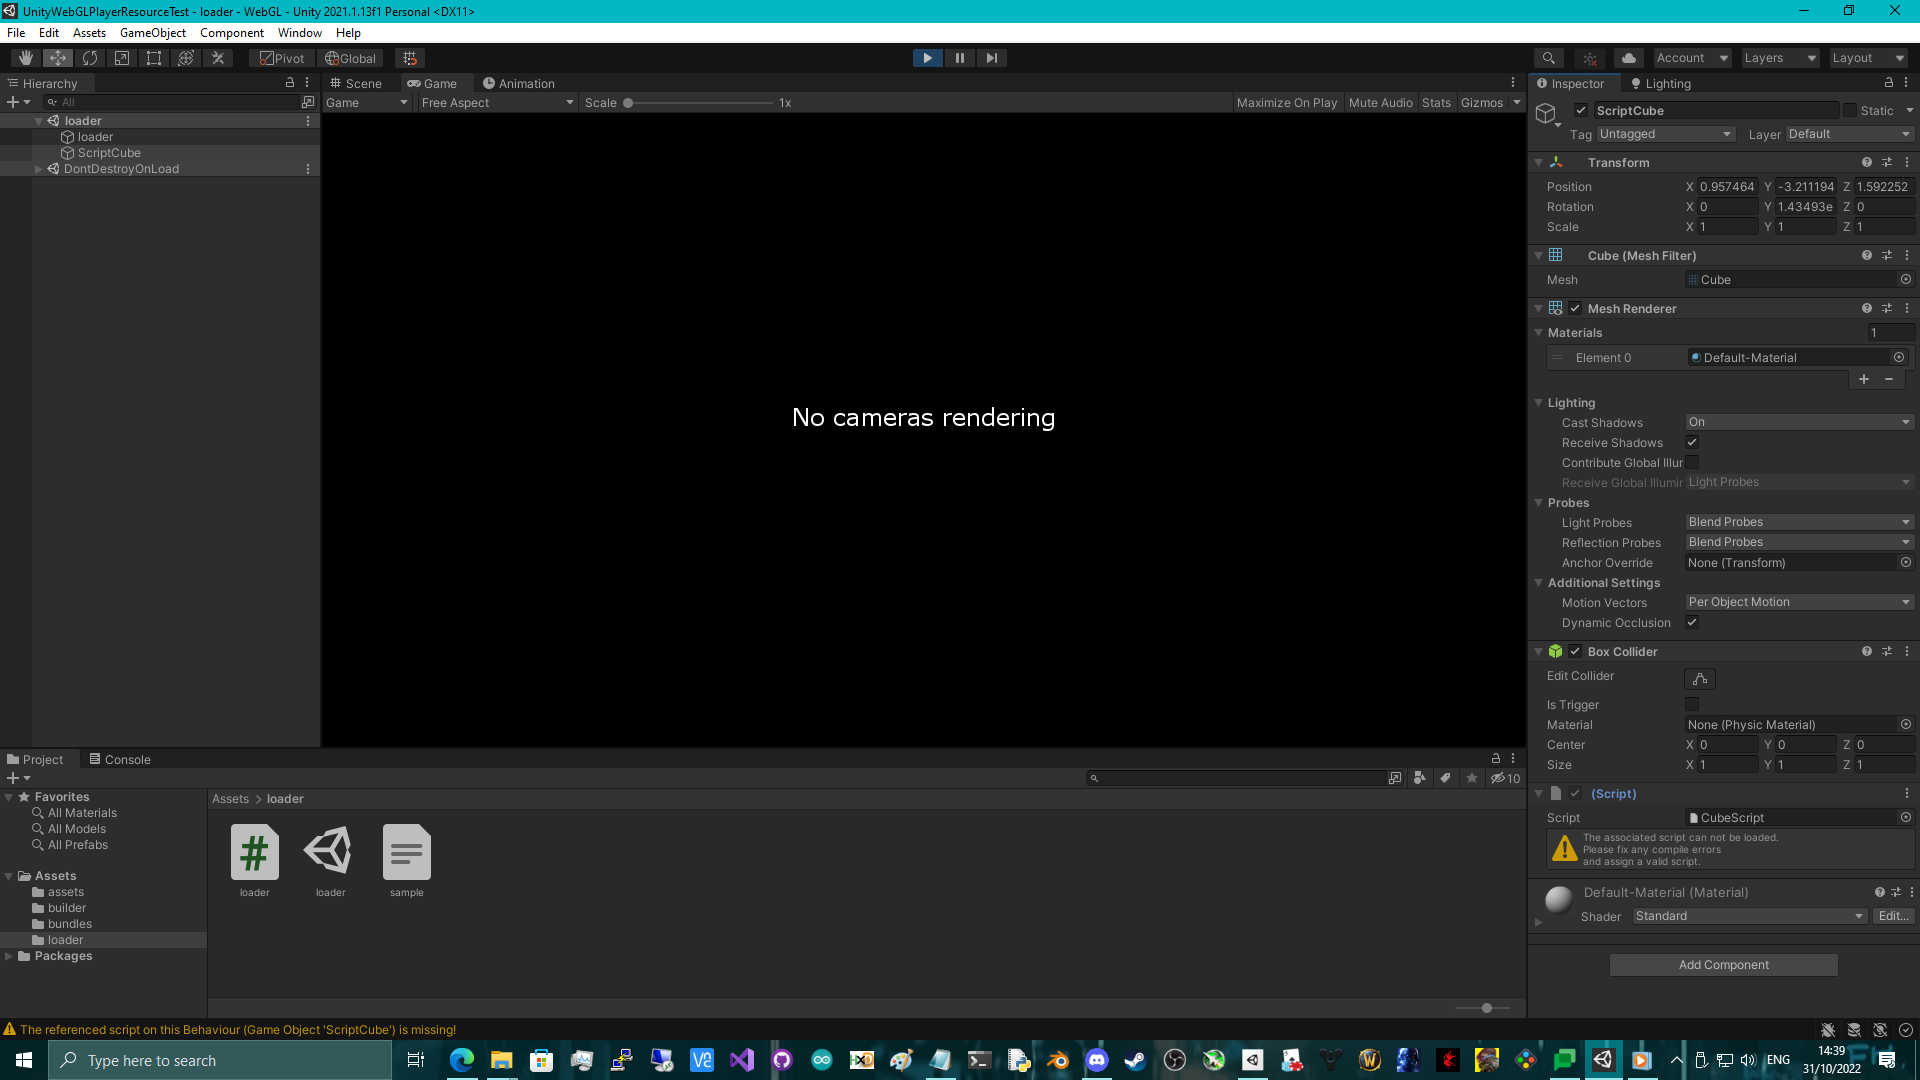 UnityWebGLPlayerResourceTest - loader - WebGL - Unity 2021.1.13f1 Personal <DX11>
File Edit Assets GameObject Component Window Help
Pivot Global Account Layers Layout
Hierarchy
All
loader
loader
ScriptCube
DontDestroyOnLoad
Scene Game Animation
Game Free Aspect Scale 1x Maximize On Play Mute Audio Stats Gizmos
No cameras rendering
Inspector Lighting
ScriptCube Static
Tag Untagged Layer Default
Transform
Position X 0.957464 Y -3.211194 Z 1.592252
Rotation X 0 Y 1.43493e Z 0
Scale X 1 Y 1 Z 1
Cube (Mesh Filter)
Mesh Cube
Mesh Renderer
Materials 1
Element 0 Default-Material
Lighting
Cast Shadows On
Receive Shadows
Contribute Global Illur
Receive Global Illumir Light Probes
Probes
Light Probes Blend Probes
Reflection Probes Blend Probes
Anchor Override None (Transform)
Additional Settings
Motion Vectors Per Object Motion
Dynamic Occlusion
Box Collider
Edit Collider
Is Trigger
Material None (Physic Material)
Center X 0 Y 0 Z 0
Size X 1 Y 1 Z 1
(Script)
Script CubeScript
The associated script can not be loaded.
Please fix any compile errors
and assign a valid script.
Default-Material (Material)
Shader Standard Edit...
Add Component
Project Console
10
Favorites
All Materials
All Models
All Prefabs
Assets
assets
builder
bundles
loader
Packages
Assets > loader
loader loader sample
The referenced script on this Behaviour (Game Object 'ScriptCube') is missing!
Type here to search
ENG
14:39
31/10/2022